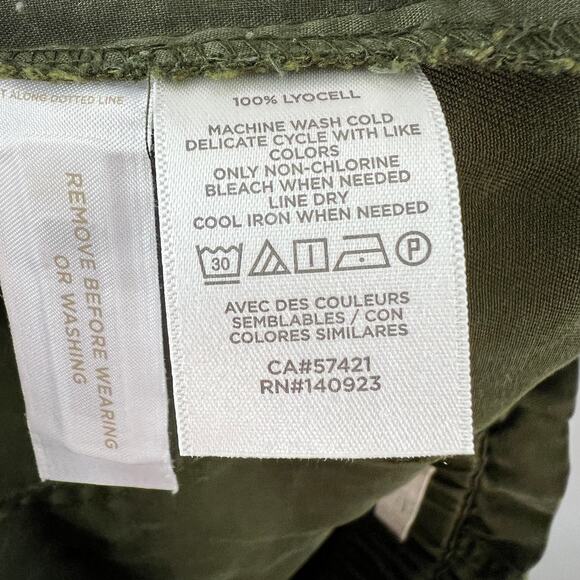 ALONG DOTTED LINE
REMOVE BEFORE WEARING
OR WASHING
100% LYOCELL
MACHINE WASH COLD
DELICATE CYCLE WITH LIKE
COLORS
ONLY NON-CHLORINE
BLEACH WHEN NEEDED
LINE DRY
COOL IRON WHEN NEEDED
30
P
AVEC DES COULEURS
SEMBLABLES / CON
COLORES SIMILARES
CA#57421
RN#140923